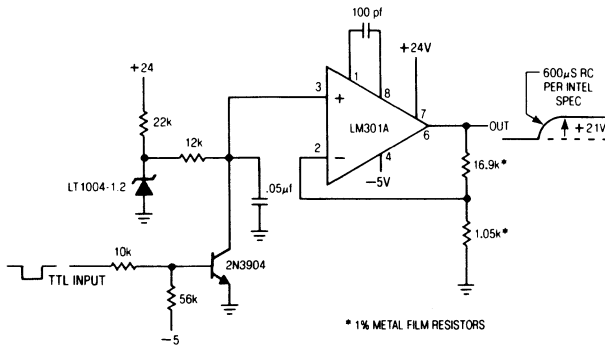 100 pf
+24
+24V
600µS RC
PER INTEL
SPEC
1
8
3
+
7
22k
12k
LM301A
6
OUT
+21V
2
−
4
−5V
16.9k*
LT1004-1.2
.05µf
1.05k*
10k
2N3904
TTL INPUT
56k
−5
* 1% METAL FILM RESISTORS